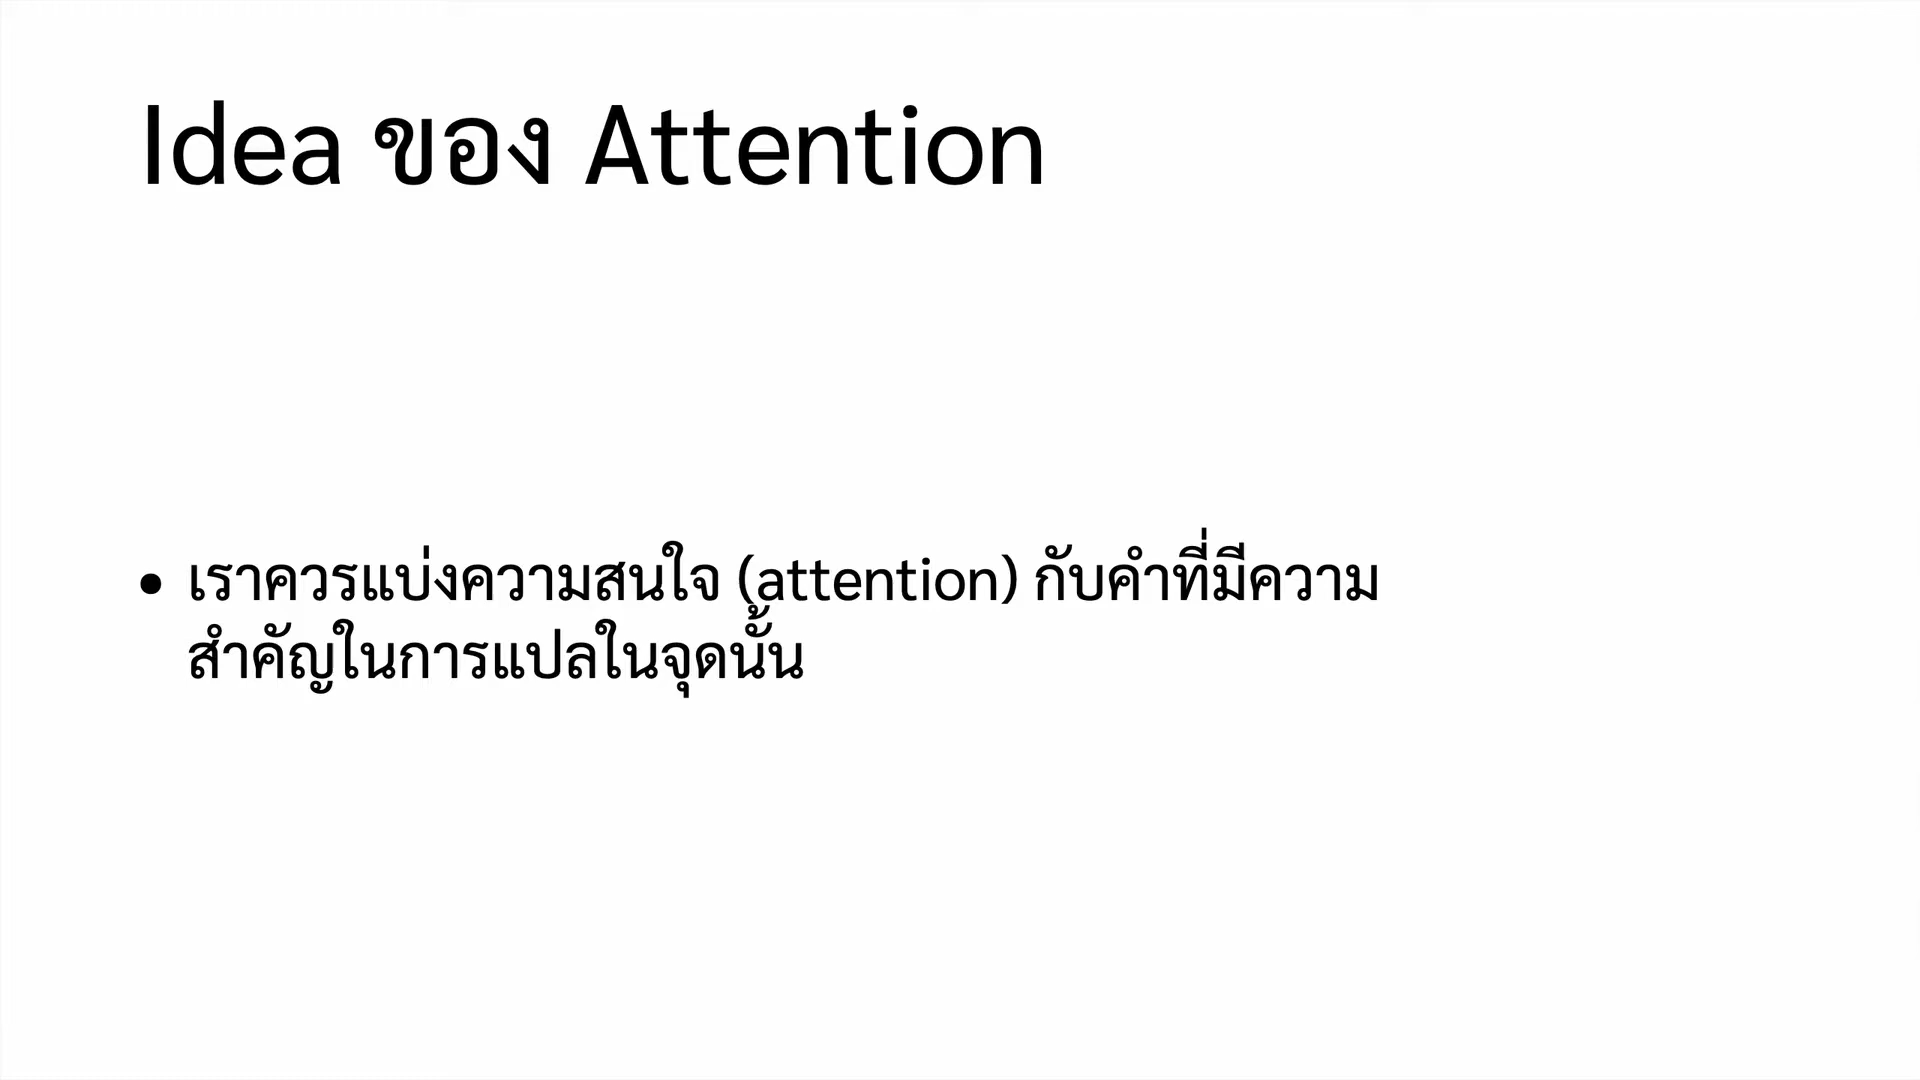 Idea ของ Attention
• เราควรแบ่งความสนใจ (attention) กับคำที่มีความ
สำคัญในการแปลในจุดนั้น